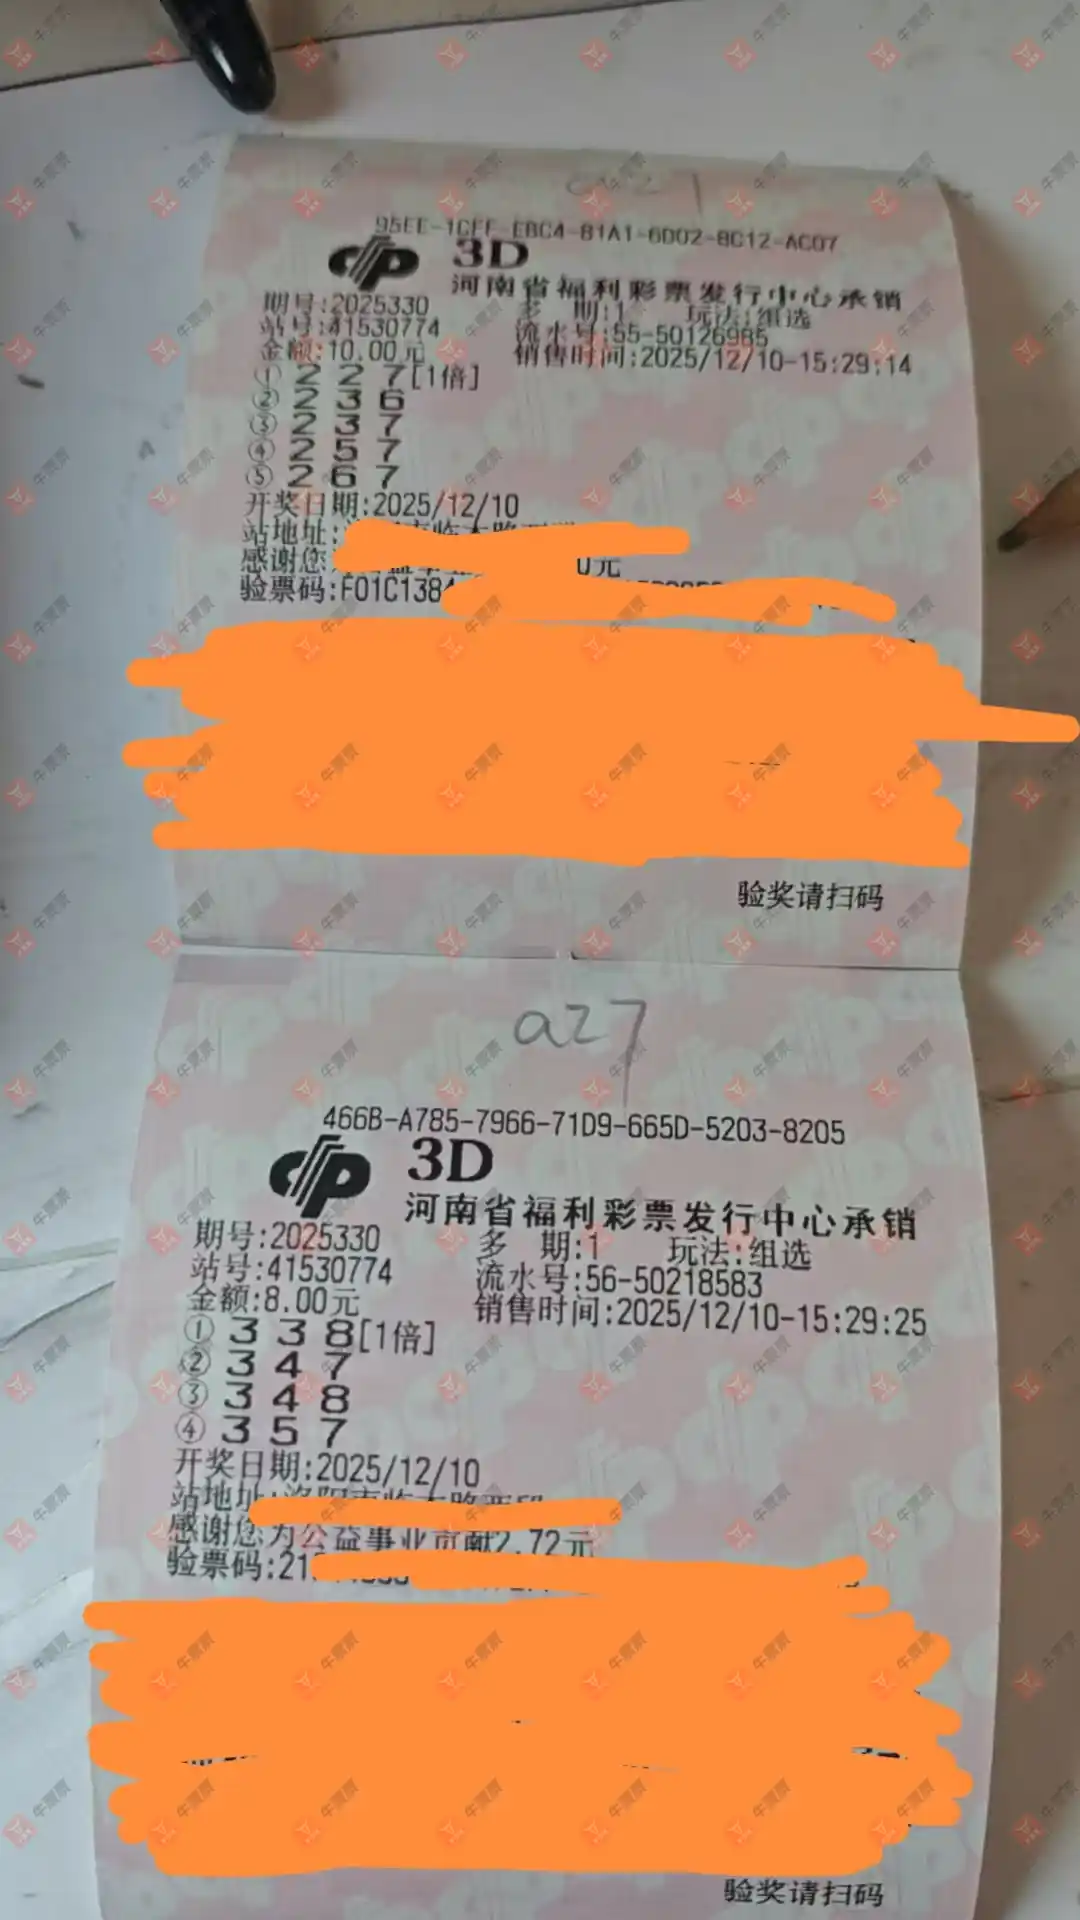 95EE-1CFF-EBC4-81A1-6D02-8C12-AC07
3D
河南省福利彩票发行中心承销
期号:2025330 多 期:1 玩法:组选
站号:41530774 流水号:55-50126985
金额:10.00元 销售时间:2025/12/10-15:29:14
① 2 2 7[1倍]
② 2 3 6
③ 2 3 7
④ 2 5 7
⑤ 2 6 7
开奖日期:2025/12/10
站地址:
感谢您
0元
验票码:F01C1384
验奖请扫码
a27
466B-A785-7966-71D9-665D-5203-8205
3D
河南省福利彩票发行中心承销
期号:2025330 多 期:1 玩法:组选
站号:41530774 流水号:56-50218583
金额:8.00元 销售时间:2025/12/10-15:29:25
① 3 3 8[1倍]
② 3 4 7
③ 3 4 8
④ 3 5 7
开奖日期:2025/12/10
站地址:洛阳市临
感谢您为公益事业贡献2.72元
验票码:21
验奖请扫码
牛票票